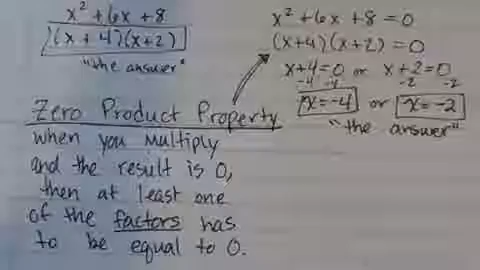 x² + 6x + 8
(x + 4)(x+2)
"the answer"
x² + 6x + 8 = 0
(x+4)(x+2) = 0
x+4=0 or x+2=0
-4 -4 -2 -2
x=-4 or x=-2
"the answer"
Zero Product Property
when you multiply
and the result is 0,
then at least one
of the factors has
to be equal to 0.